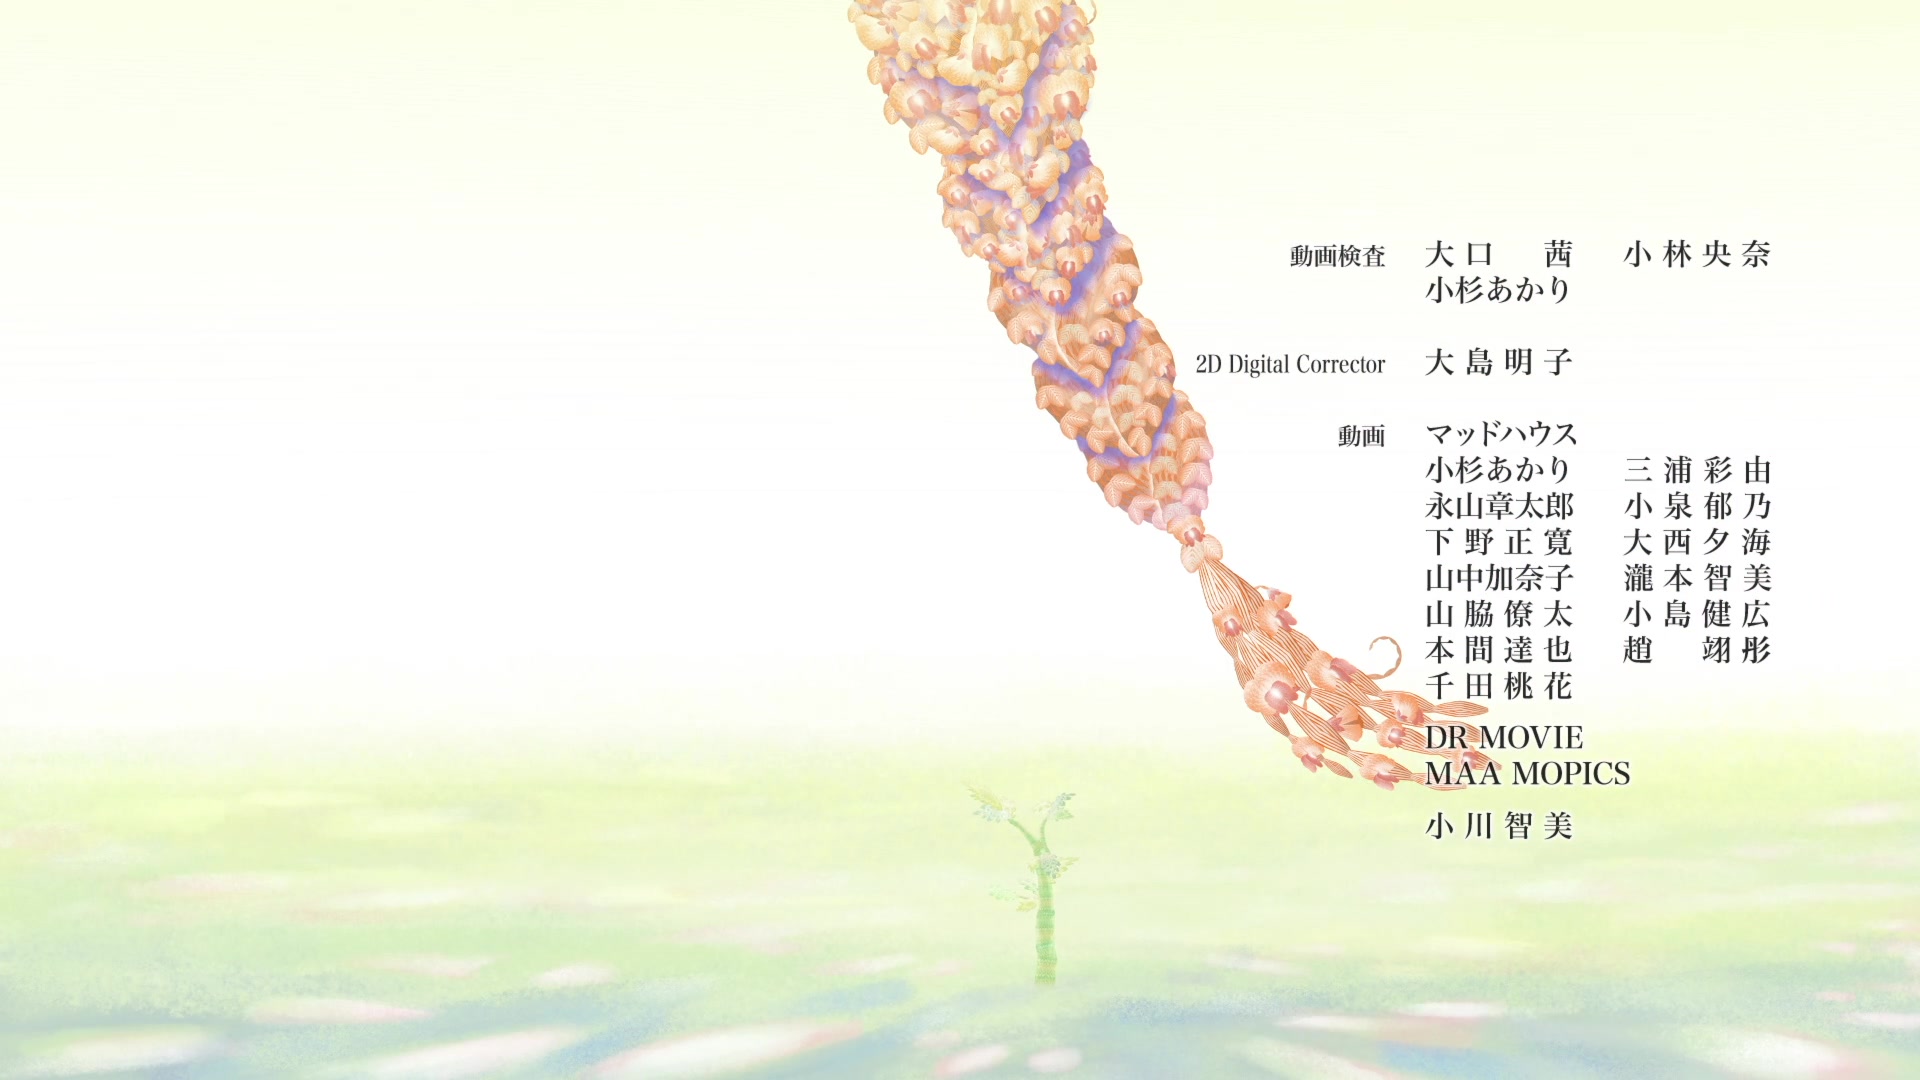 動画検査 大口 茜 小林央奈
小杉あかり
2D Digital Corrector 大島明子
動画 マッドハウス
小杉あかり 三浦彩由
永山章太郎 小泉郁乃
下野正寛 大西夕海
山中加奈子 瀧本智美
山脇僚太 小島健広
本間達也 趙 翊彤
千田桃花
DR MOVIE
MAA MOPICS
小川智美